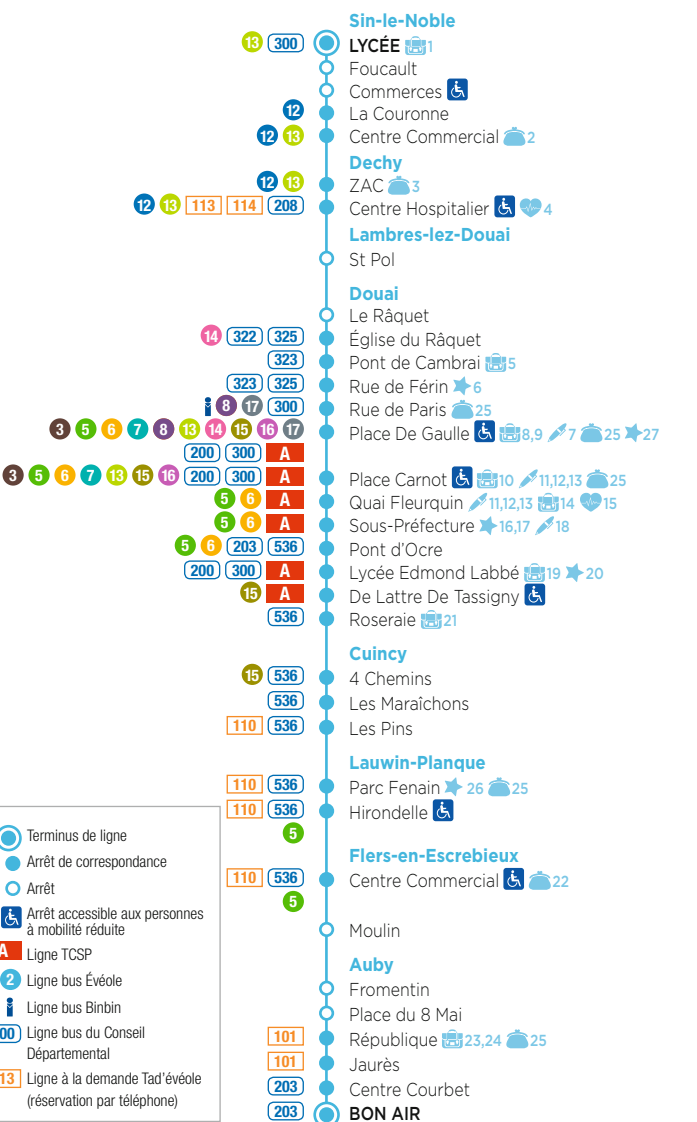 Sin-le-Noble
13 300 LYCÉE 1
Foucault
Commerces
12 La Couronne
12 13 Centre Commercial 2
Dechy
12 13 ZAC 3
12 13 113 114 208 Centre Hospitalier 4
Lambres-lez-Douai
St Pol
Douai
Le Râquet
14 322 325 Église du Râquet
323 Pont de Cambrai 5
323 325 Rue de Férin 6
8 17 300 Rue de Paris 25
3 5 6 7 8 13 14 15 16 17 Place De Gaulle 8,9 7 25 27
200 300 A
3 5 6 7 13 15 16 200 300 A Place Carnot 10 11,12,13 25
5 6 A Quai Fleurquin 11,12,13 14 15
5 6 A Sous-Préfecture 16,17 18
5 6 203 536 Pont d'Ocre
200 300 A Lycée Edmond Labbé 19 20
15 A De Lattre De Tassigny
536 Roseraie 21
Cuincy
15 536 4 Chemins
536 Les Maraîchons
110 536 Les Pins
Lauwin-Planque
110 536 Parc Fenain 26 25
110 536 Hirondelle
5
Flers-en-Escrebieux
110 536 Centre Commercial 22
5
Moulin
Auby
Fromentin
Place du 8 Mai
101 République 23,24 25
101 Jaurès
203 Centre Courbet
203 BON AIR
Terminus de ligne
Arrêt de correspondance
Arrêt
Arrêt accessible aux personnes
à mobilité réduite
A Ligne TCSP
2 Ligne bus Évéole
Ligne bus Binbin
00 Ligne bus du Conseil
Départemental
13 Ligne à la demande Tad'évéole
(réservation par téléphone)